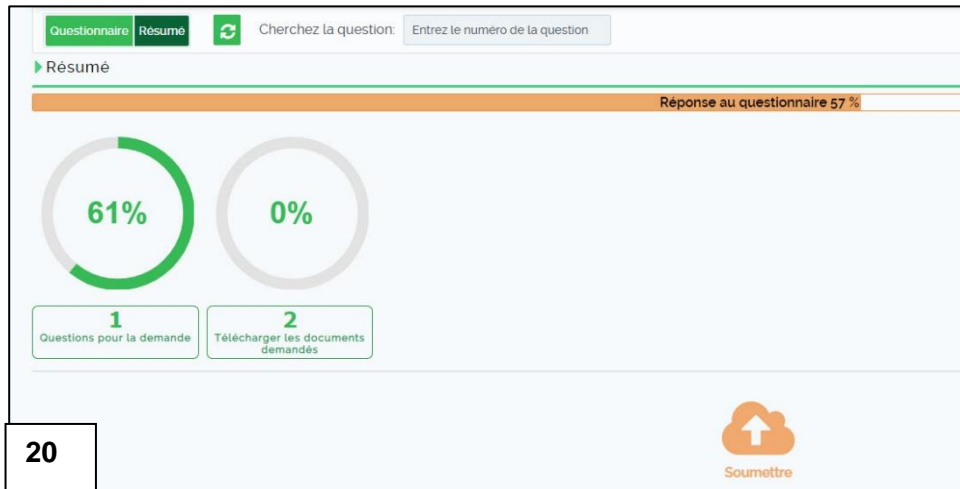 Questionnaire Résumé Cherchez la question: Entrez le numéro de la question
Résumé
Réponse au questionnaire 57 %
61% 0%
1
Questions pour la demande
2
Télécharger les documents
demandés
Soumettre
20